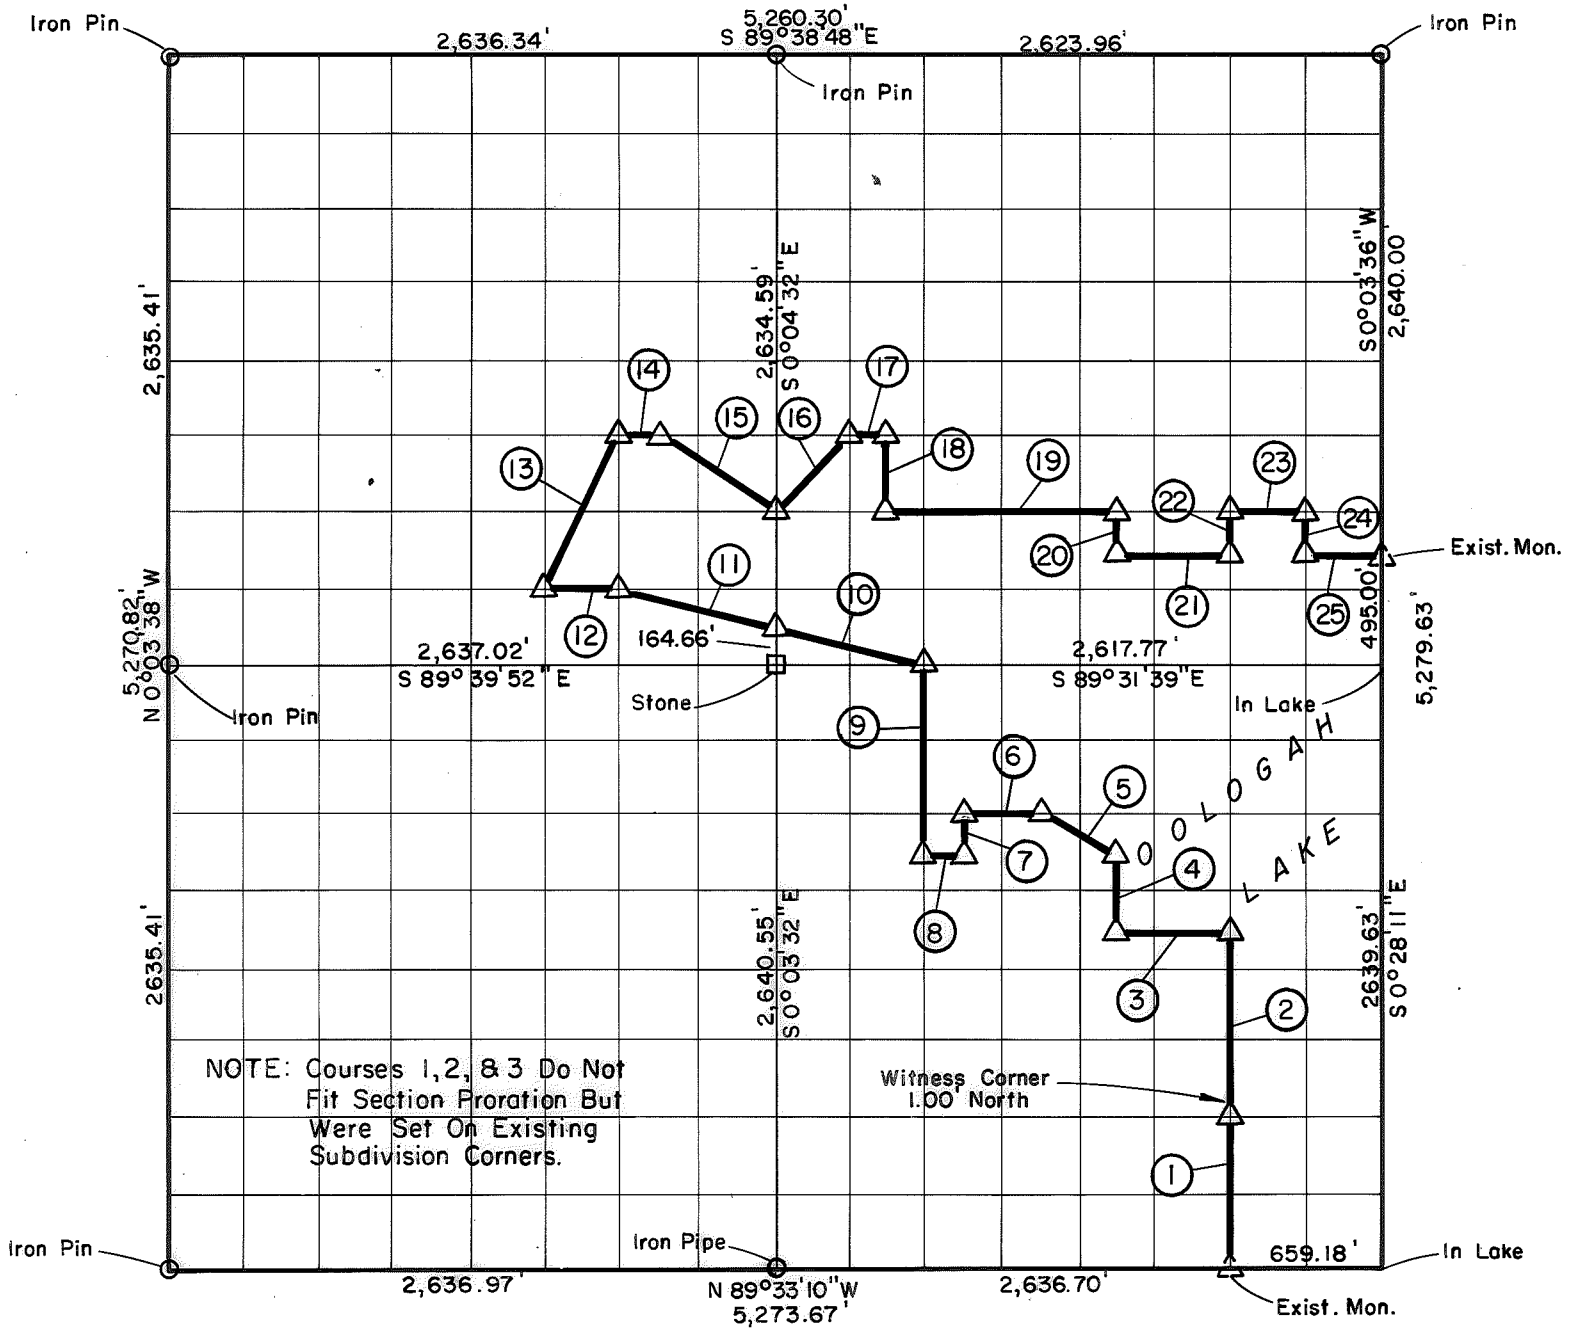 Iron Pin
5,260.30'
S 89°38'48"E
Iron Pin
2,636.34'
2,623.96'
Iron Pin
S0°03'36"W
2,640.00'
2,634.59'
S 0°04'32"E
2,635.41'
14
17
15
16
13
18
19
23
22
24
20
Exist. Mon.
11
10
21
25
495.00'
12
164.66'
5,270.82'
N 0°03'38"W
5,279.63'
2,637.02'
S 89°39'52"E
2,617.77'
S 89°31'39"E
Stone
In Lake
Iron Pin
9
6
5
OOLOGAH
LAKE
7
4
8
2635.41'
2,640.55'
S0°03'32"E
2639.63'
S0°28'11"E
3
2
NOTE: Courses 1,2, & 3 Do Not
Fit Section Proration But
Were Set On Existing
Subdivision Corners.
Witness Corner
1.00' North
1
Iron Pin
Iron Pipe
659.18'
In Lake
2,636.97'
N 89°33'10"W
5,273.67'
2,636.70'
Exist. Mon.